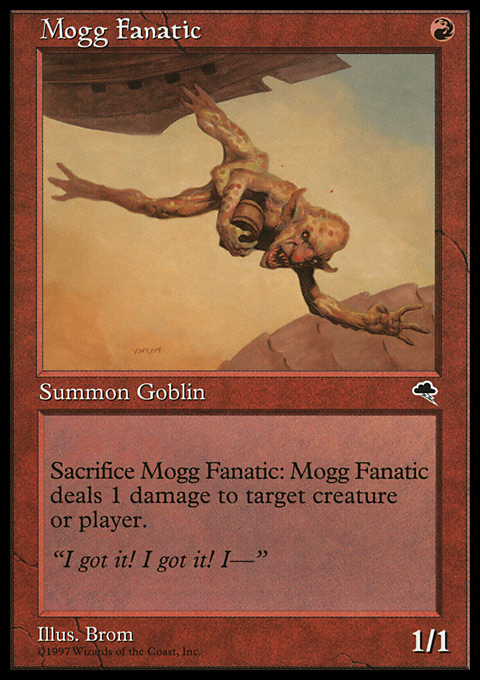 Mogg Fanatic
Summon Goblin
Sacrifice Mogg Fanatic: Mogg Fanatic
deals 1 damage to target creature
or player.
“I got it! I got it! I—”
Illus. Brom
©1997 Wizards of the Coast, Inc.
1/1